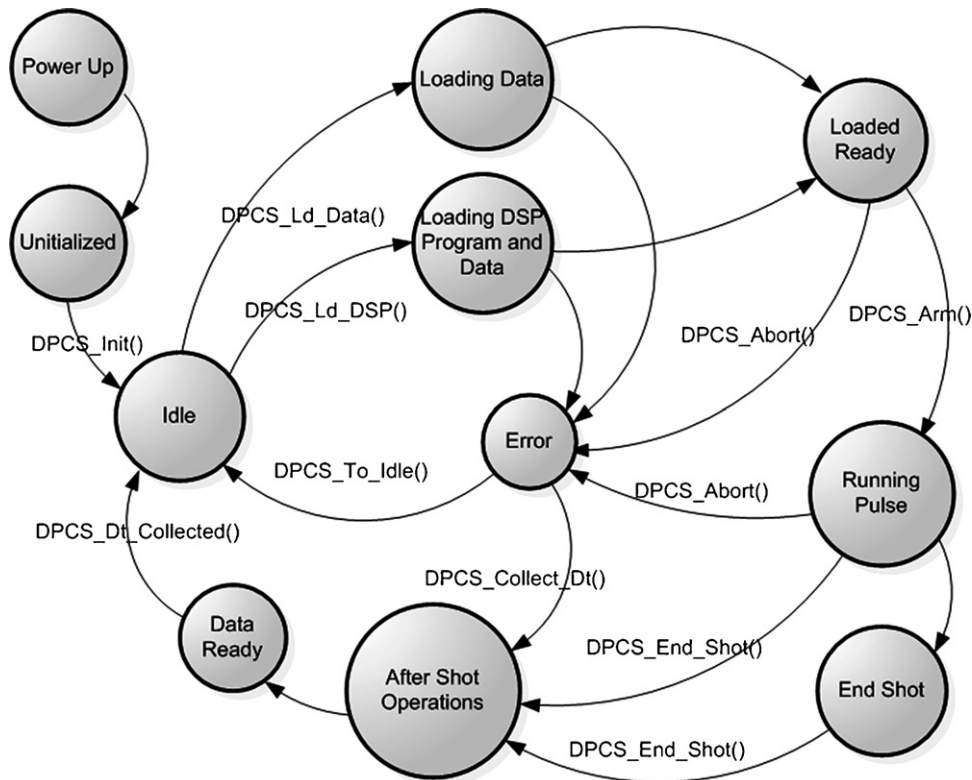 Power Up
Loading Data
Loaded
Ready
Unitialized
DPCS_Ld_Data()
Loading DSP
Program and
Data
DPCS_Ld_DSP()
DPCS_Init()
DPCS_Abort()
DPCS_Arm()
Idle
Error
DPCS_To_Idle()
DPCS_Abort()
Running
Pulse
DPCS_Dt_Collected()
DPCS_Collect_Dt()
Data
Ready
After Shot
Operations
DPCS_End_Shot()
End Shot
DPCS_End_Shot()